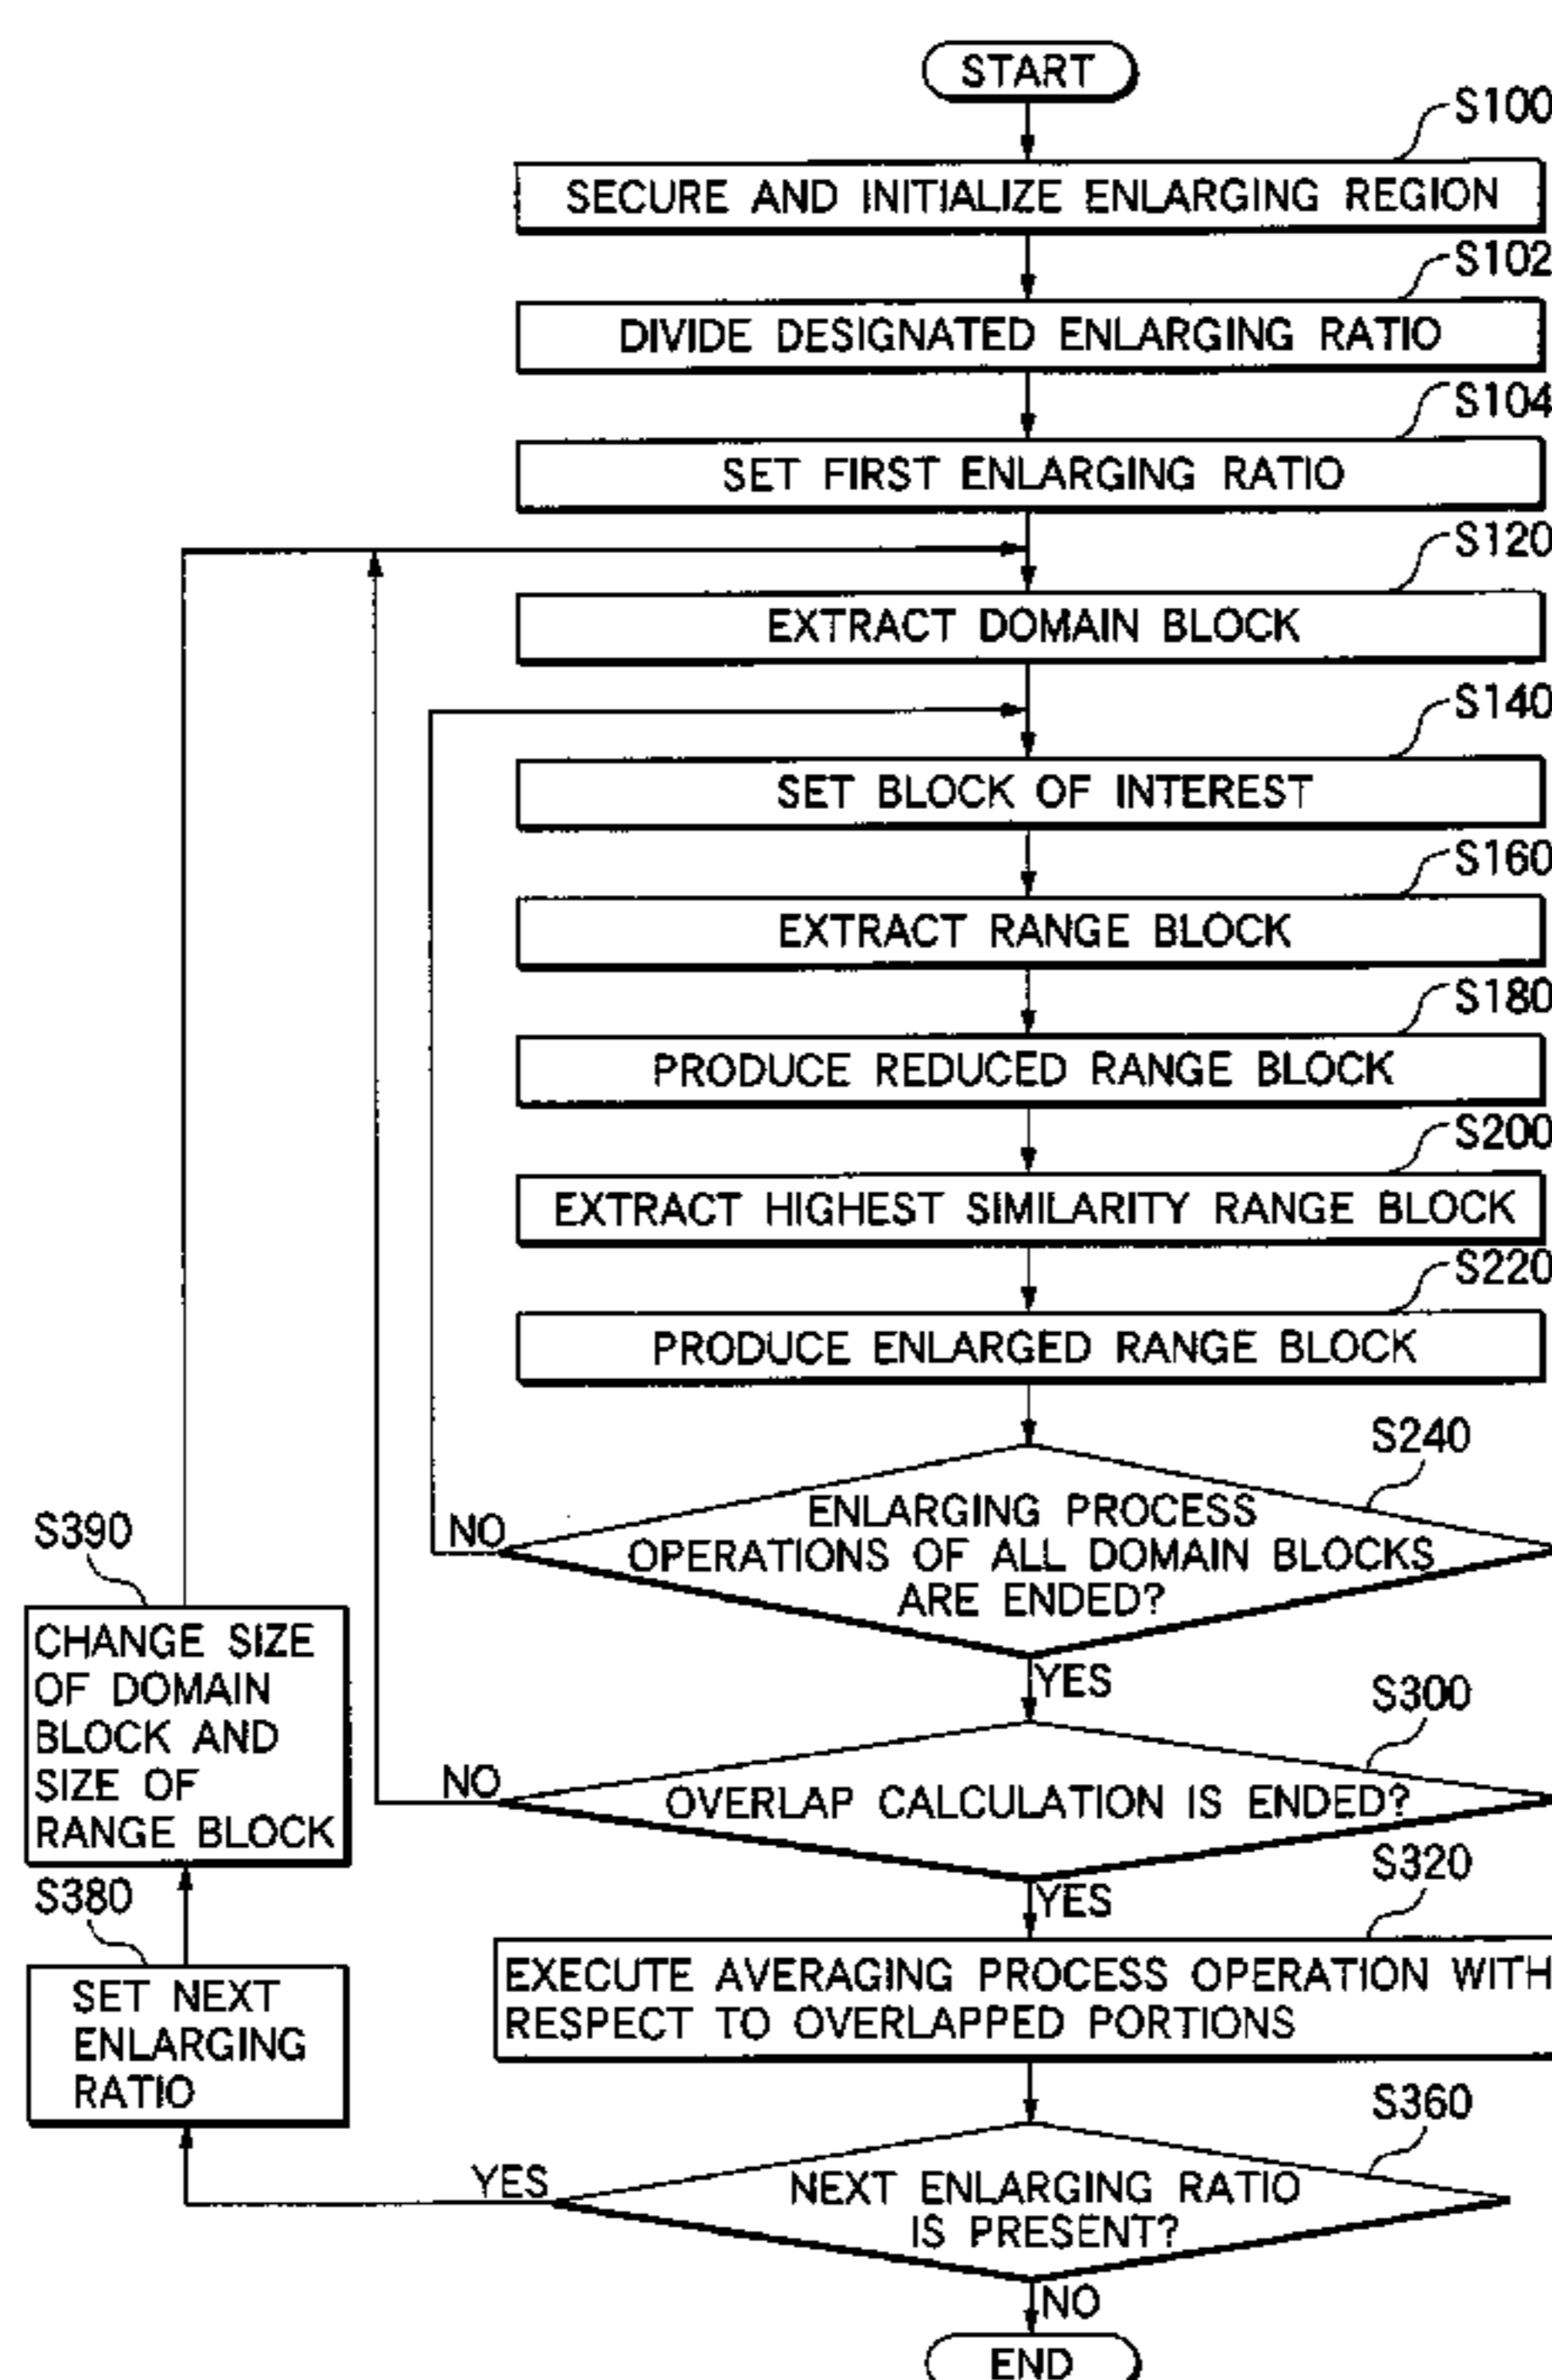 START
S100
SECURE AND INITIALIZE ENLARGING REGION
S102
DIVIDE DESIGNATED ENLARGING RATIO
S104
SET FIRST ENLARGING RATIO
S120
EXTRACT DOMAIN BLOCK
S140
SET BLOCK OF INTEREST
S160
EXTRACT RANGE BLOCK
S180
PRODUCE REDUCED RANGE BLOCK
S200
EXTRACT HIGHEST SIMILARITY RANGE BLOCK
S220
PRODUCE ENLARGED RANGE BLOCK
S240
ENLARGING PROCESS
OPERATIONS OF ALL DOMAIN BLOCKS
ARE ENDED?
NO
YES
S300
OVERLAP CALCULATION IS ENDED?
NO
YES
S320
EXECUTE AVERAGING PROCESS OPERATION WITH
RESPECT TO OVERLAPPED PORTIONS
S360
NEXT ENLARGING RATIO
IS PRESENT?
YES
NO
END
S380
SET NEXT
ENLARGING
RATIO
S390
CHANGE SIZE
OF DOMAIN
BLOCK AND
SIZE OF
RANGE BLOCK